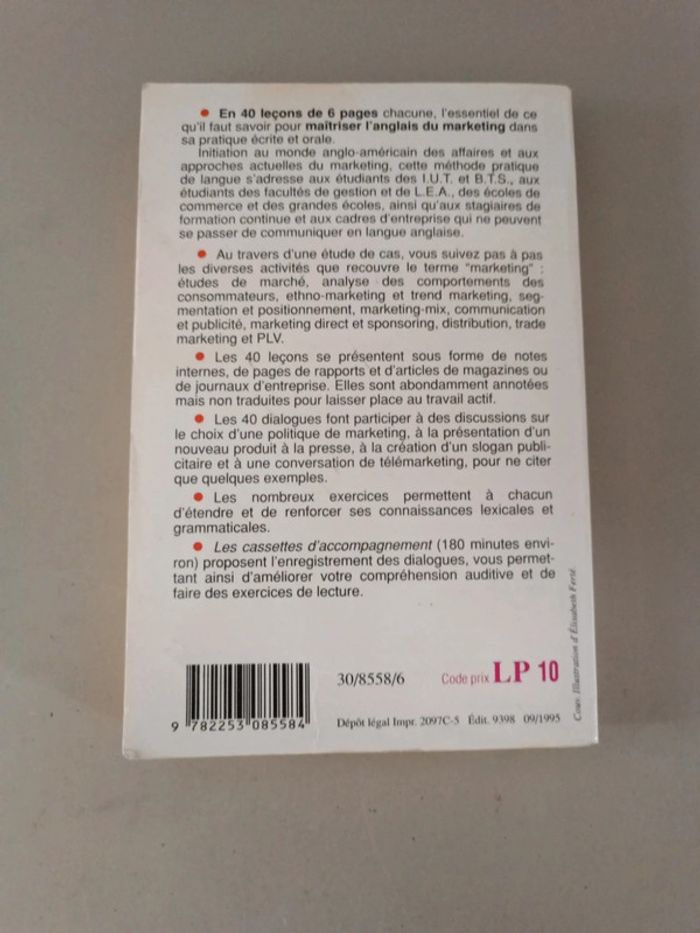 • En 40 leçons de 6 pages chacune, l'essentiel de ce
qu'il faut savoir pour maîtriser l'anglais du marketing dans
sa pratique écrite et orale.
Initiation au monde anglo-américain des affaires et aux
approches actuelles du marketing, cette méthode pratique
de langue s'adresse aux étudiants des I.U.T. et B.T.S., aux
étudiants des facultés de gestion et de L.E.A., des écoles de
commerce et des grandes écoles, ainsi qu'aux stagiaires de
formation continue et aux cadres d'entreprise qui ne peuvent
se passer de communiquer en langue anglaise.
• Au travers d'une étude de cas, vous suivez pas à pas
les diverses activités que recouvre le terme "marketing" :
études de marché, analyse des comportements des
consommateurs, ethno-marketing et trend marketing, seg-
mentation et positionnement, marketing-mix, communication
et publicité, marketing direct et sponsoring, distribution, trade
marketing et PLV.
• Les 40 leçons se présentent sous forme de notes
internes, de pages de rapports et d'articles de magazines ou
de journaux d'entreprise. Elles sont abondamment annotées
mais non traduites pour laisser place au travail actif.
• Les 40 dialogues font participer à des discussions sur
le choix d'une politique de marketing, à la présentation d'un
nouveau produit à la presse, à la création d'un slogan publi-
citaire et à une conversation de télémarketing, pour ne citer
que quelques exemples.
• Les nombreux exercices permettent à chacun
d'étendre et de renforcer ses connaissances lexicales et
grammaticales.
• Les cassettes d'accompagnement (180 minutes envi-
ron) proposent l'enregistrement des dialogues, vous permet-
tant ainsi d'améliorer votre compréhension auditive et de
faire des exercices de lecture.
Couv. Illustration d'Élisabeth Ferté.
30/8558/6
Code prix LP 10
9 782253 085584
Dépôt légal Impr. 2097C-5 Édit. 9398 09/1995